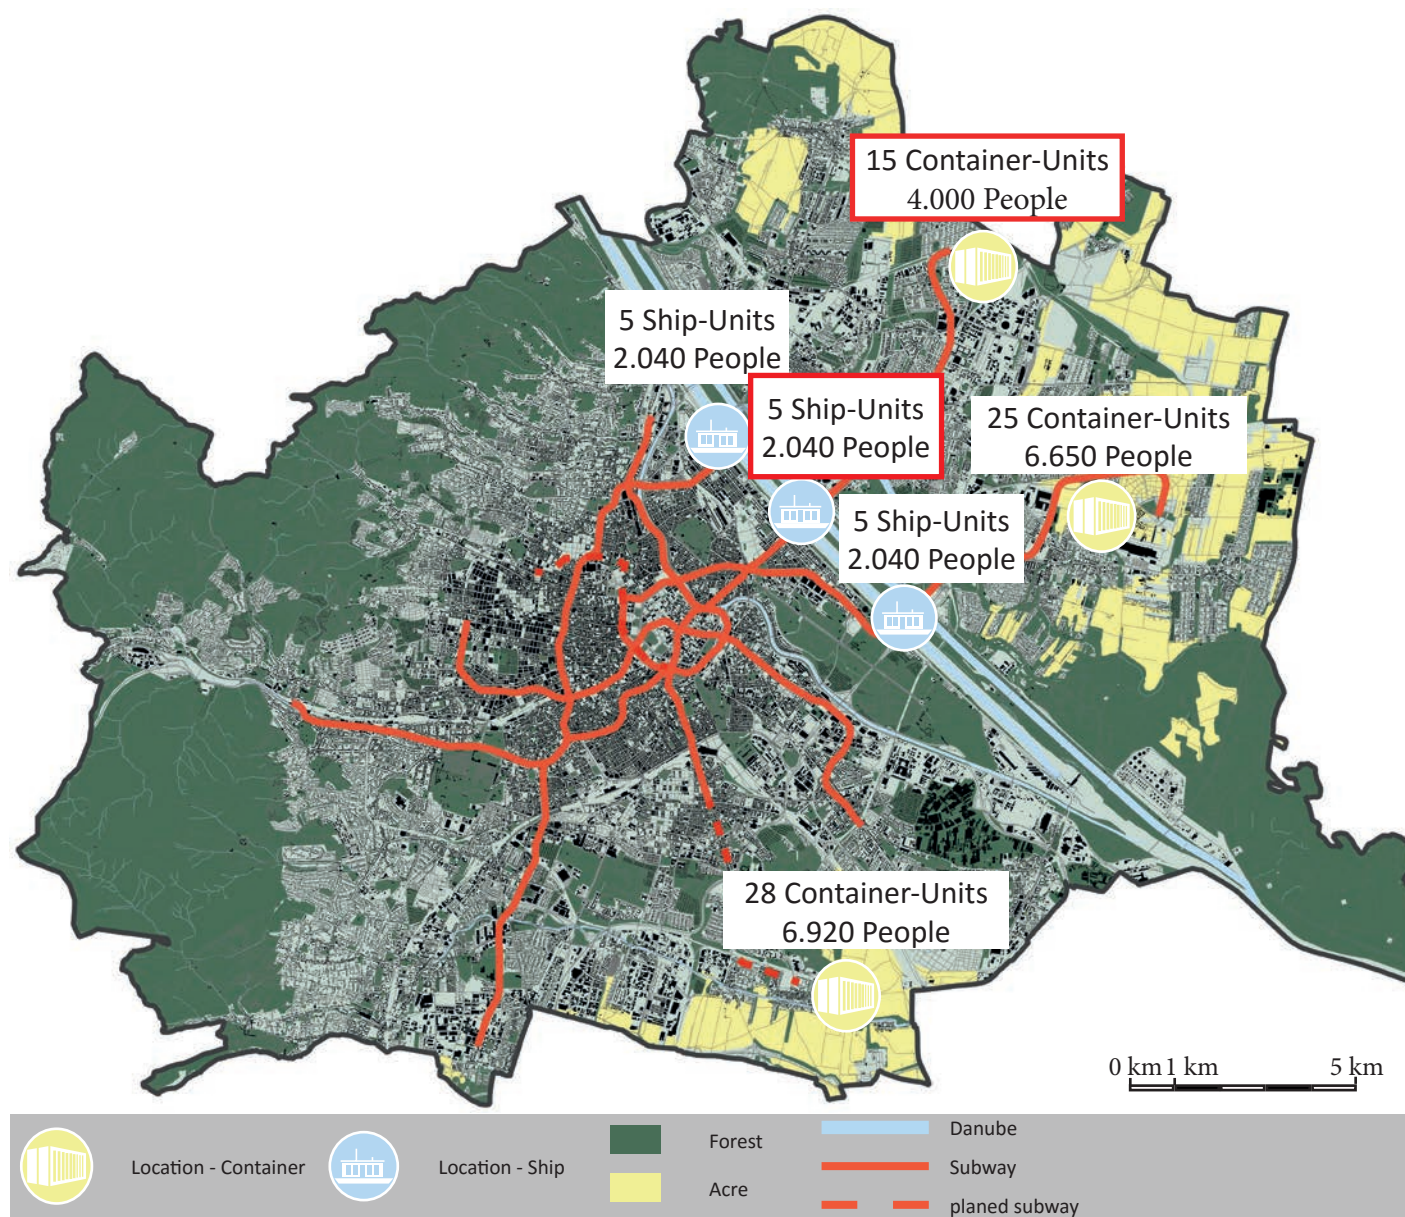 15 Container-Units
4.000 People
5 Ship-Units
2.040 People
5 Ship-Units
2.040 People
25 Container-Units
6.650 People
5 Ship-Units
2.040 People
28 Container-Units
6.920 People
0 km 1 km 5 km
Location - Container
Location - Ship
Forest
Acre
Danube
Subway
planed subway